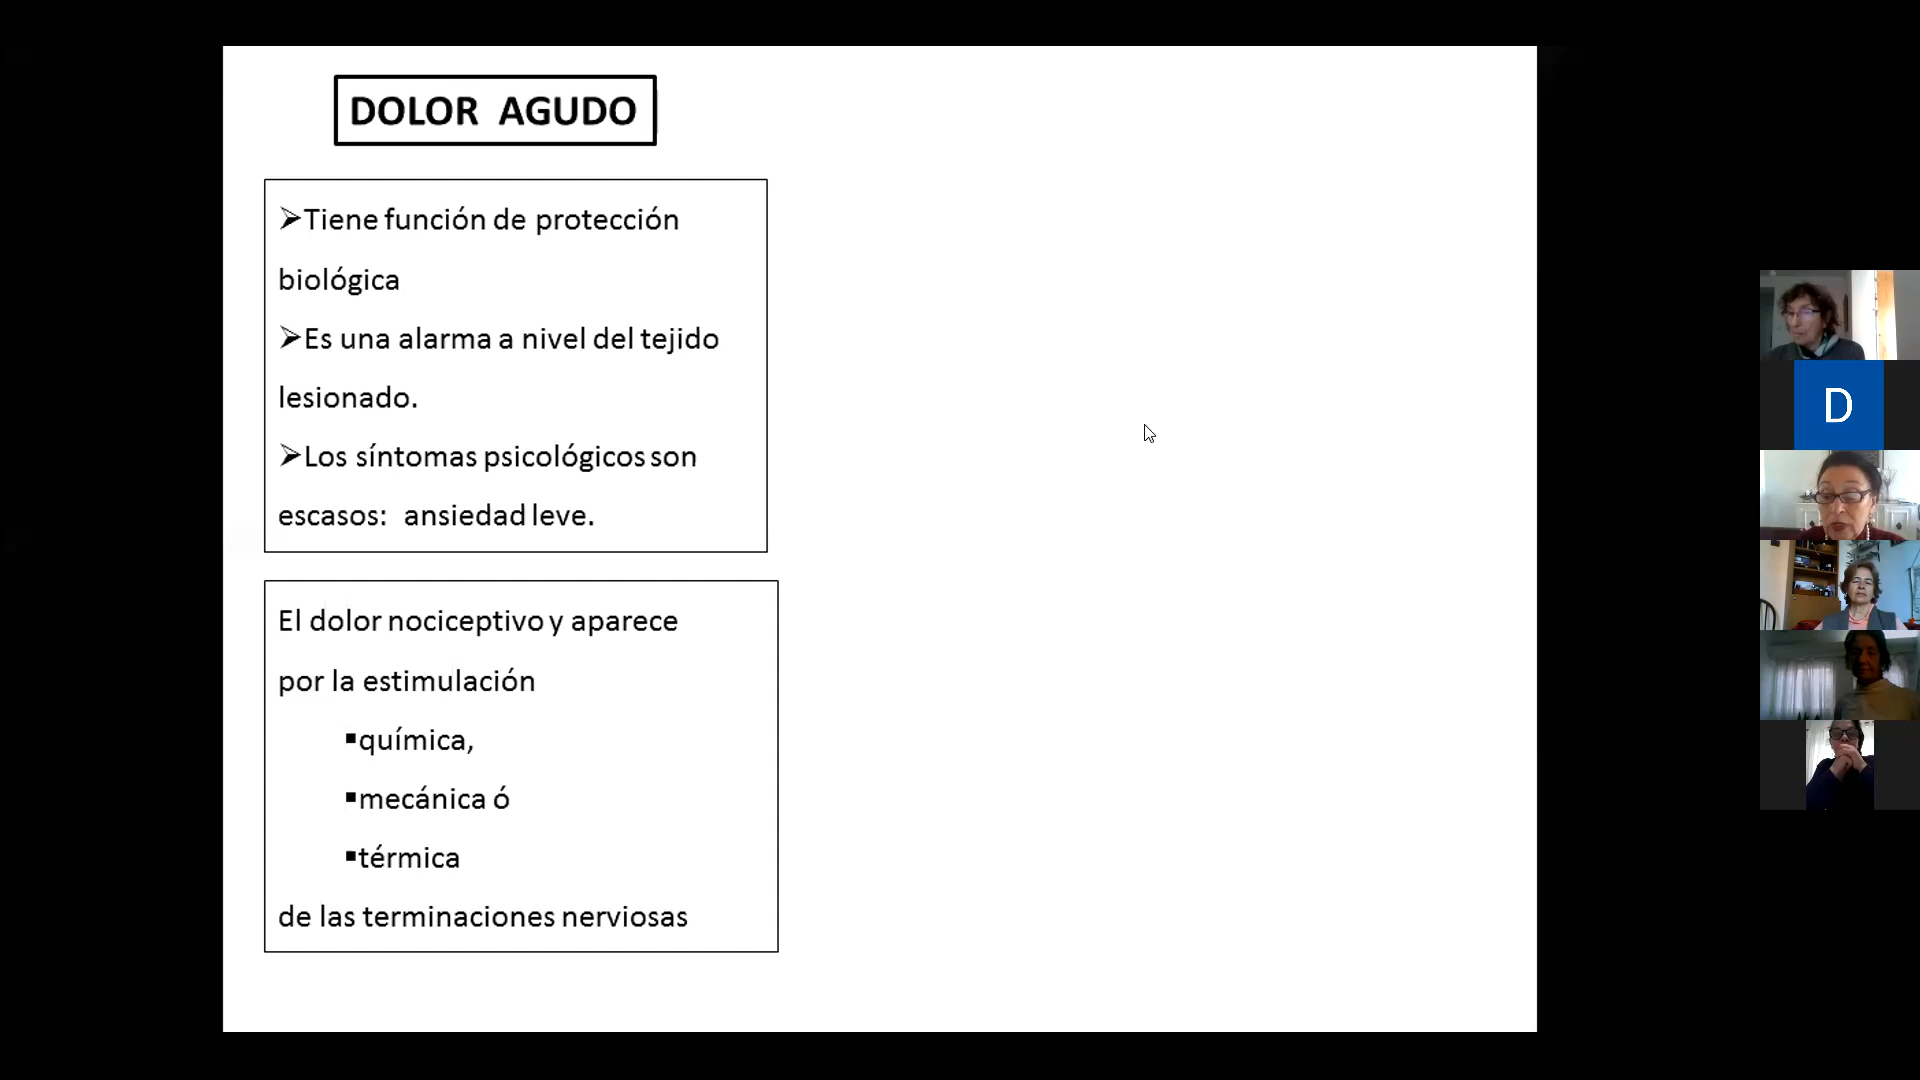 DOLOR AGUDO
➢Tiene función de protección
biológica
➢Es una alarma a nivel del tejido
lesionado.
➢Los síntomas psicológicos son
escasos: ansiedad leve.
El dolor nociceptivo y aparece
por la estimulación
▪química,
▪mecánica ó
▪térmica
de las terminaciones nerviosas
D